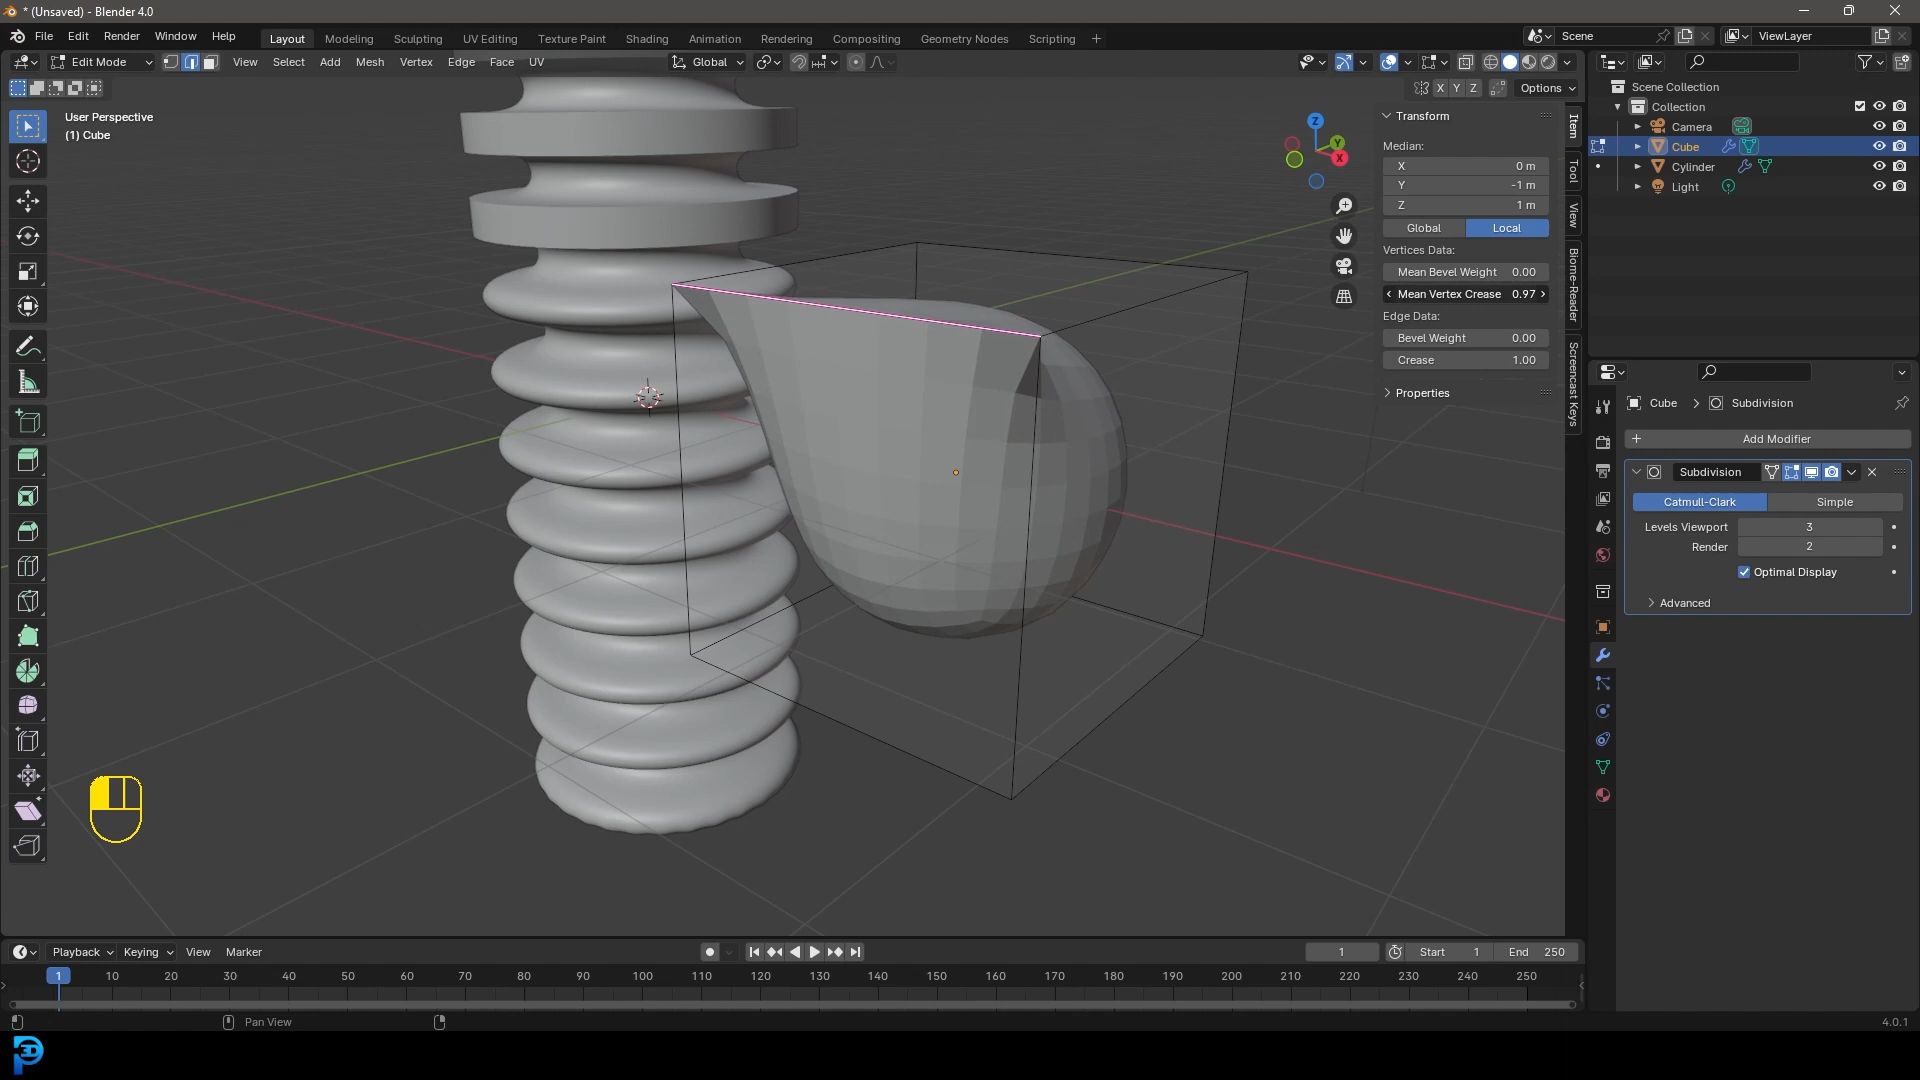 * (Unsaved) - Blender 4.0
File Edit Render Window Help Layout Modeling Sculpting UV Editing Texture Paint Shading Animation Rendering Compositing Geometry Nodes Scripting + Scene ViewLayer
Edit Mode View Select Add Mesh Vertex Edge Face UV Global
X Y Z Options
User Perspective
(1) Cube
Z
Y
X
Transform
Median:
X 0 m
Y -1 m
Z 1 m
Global Local
Vertices Data:
Mean Bevel Weight 0.00
Mean Vertex Crease 0.97
Edge Data:
Bevel Weight 0.00
Crease 1.00
Properties
Item
Tool
View
Biome-Reader
Screencast Keys
Scene Collection
Collection
Camera
Cube
Cylinder
Light
Cube > Subdivision
+ Add Modifier
Subdivision
Catmull-Clark Simple
Levels Viewport 3
Render 2
Optimal Display
Advanced
Playback Keying View Marker 1 Start 1 End 250
1 10 20 30 40 50 60 70 80 90 100 110 120 130 140 150 160 170 180 190 200 210 220 230 240 250
Pan View
4.0.1
3D